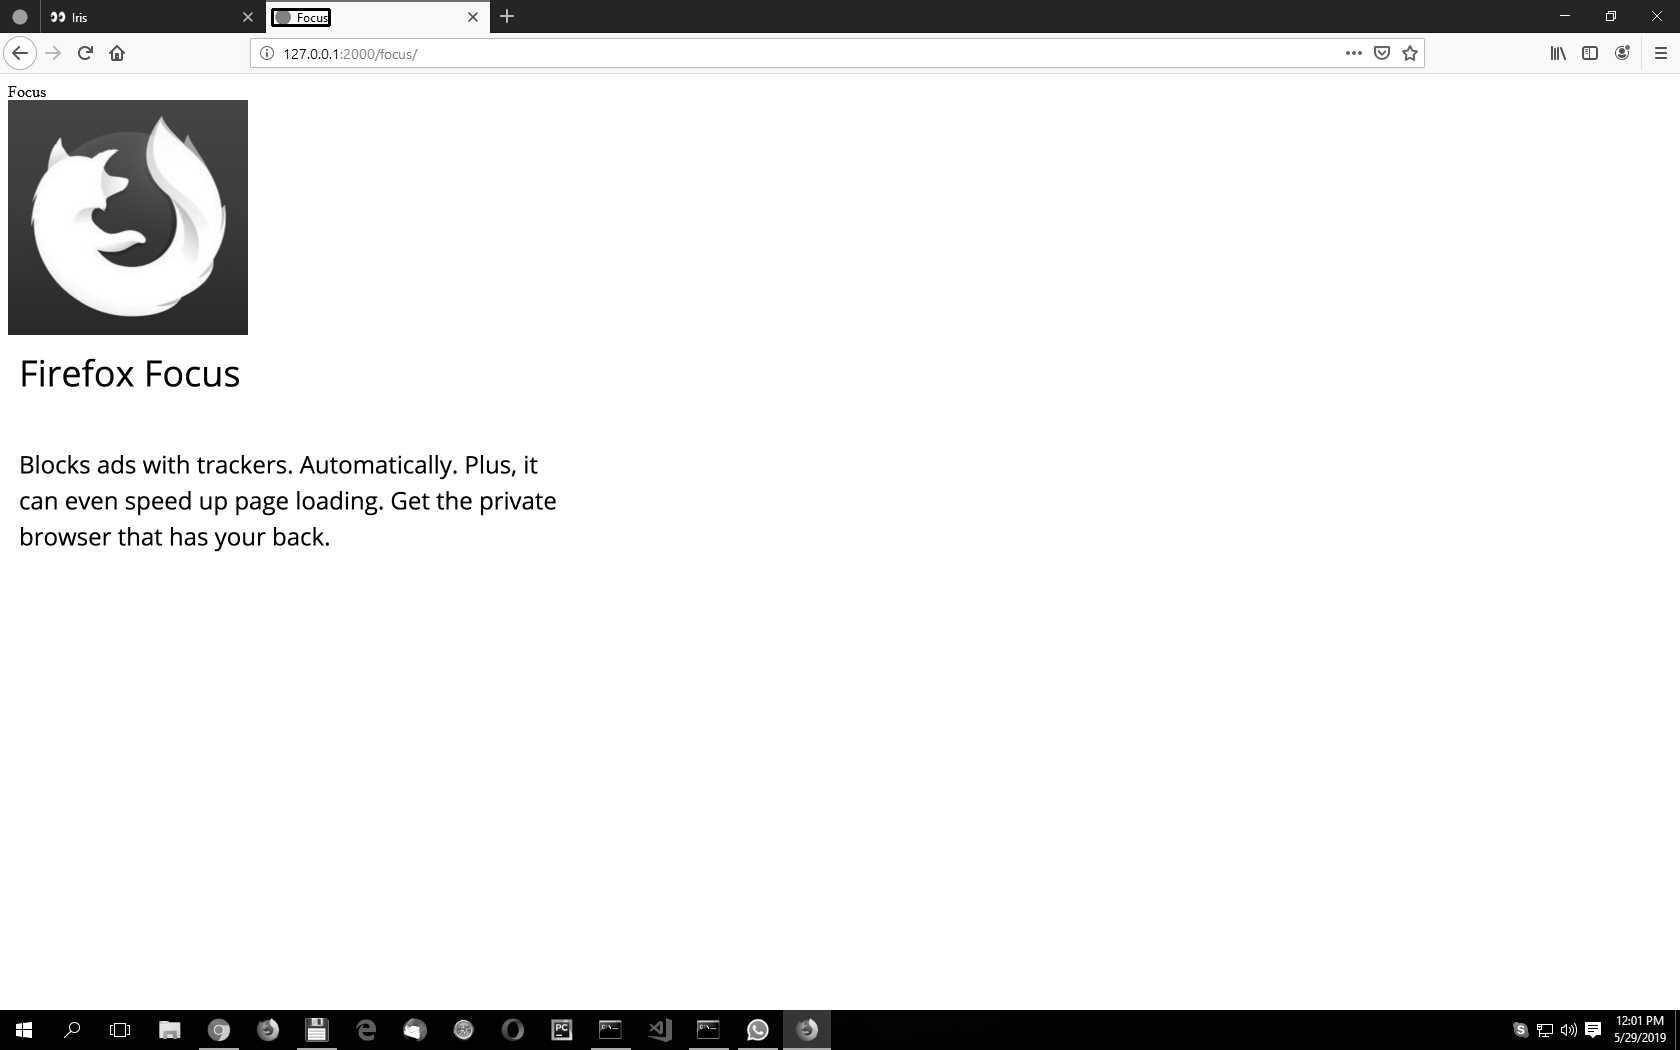 Iris
Focus
127.0.0.1:2000/focus/
Focus
Firefox Focus
Blocks ads with trackers. Automatically. Plus, it
can even speed up page loading. Get the private
browser that has your back.
PC
C:\_
C:\_
S
12:01 PM
5/29/2019